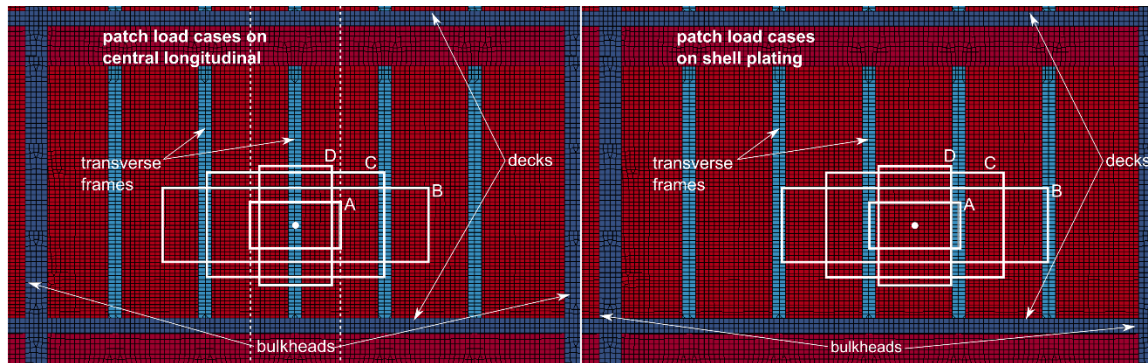 patch load cases on
central longitudinal
transverse
frames
decks
D
C
B
A
bulkheads
patch load cases
on shell plating
transverse
frames
decks
D
C
B
A
bulkheads